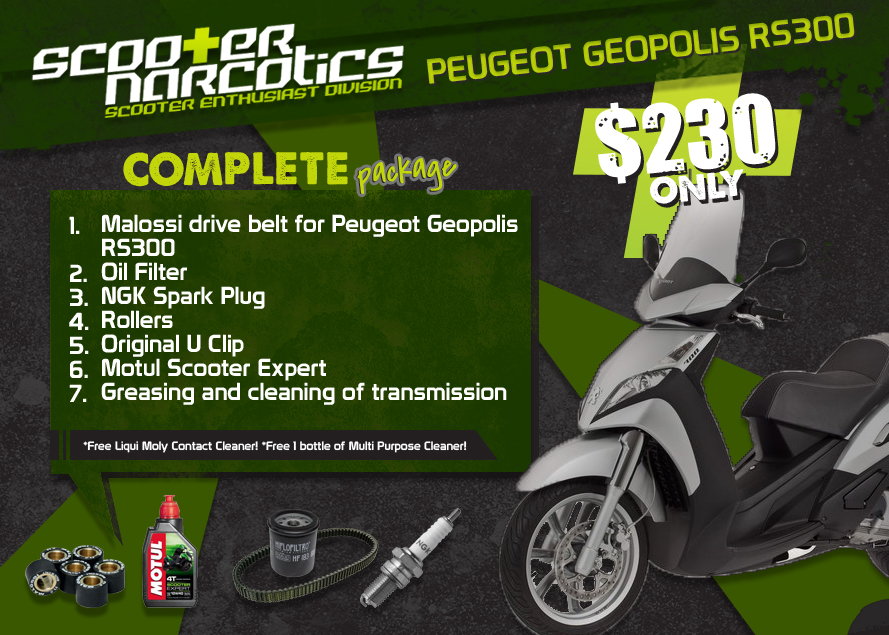 SCOOTER
NARCOTICS
SCOOTER ENTHUSIAST DIVISION
PEUGEOT GEOPOLIS RS300
$230
ONLY
COMPLETE package
1. Malossi drive belt for Peugeot Geopolis
RS300
2. Oil Filter
3. NGK Spark Plug
4. Rollers
5. Original U Clip
6. Motul Scooter Expert
7. Greasing and cleaning of transmission
*Free Liqui Moly Contact Cleaner! *Free 1 bottle of Multi Purpose Cleaner!
MOTUL
4T
SCOOTER
EXPERT
HIFLOFILTRO
NGK
300